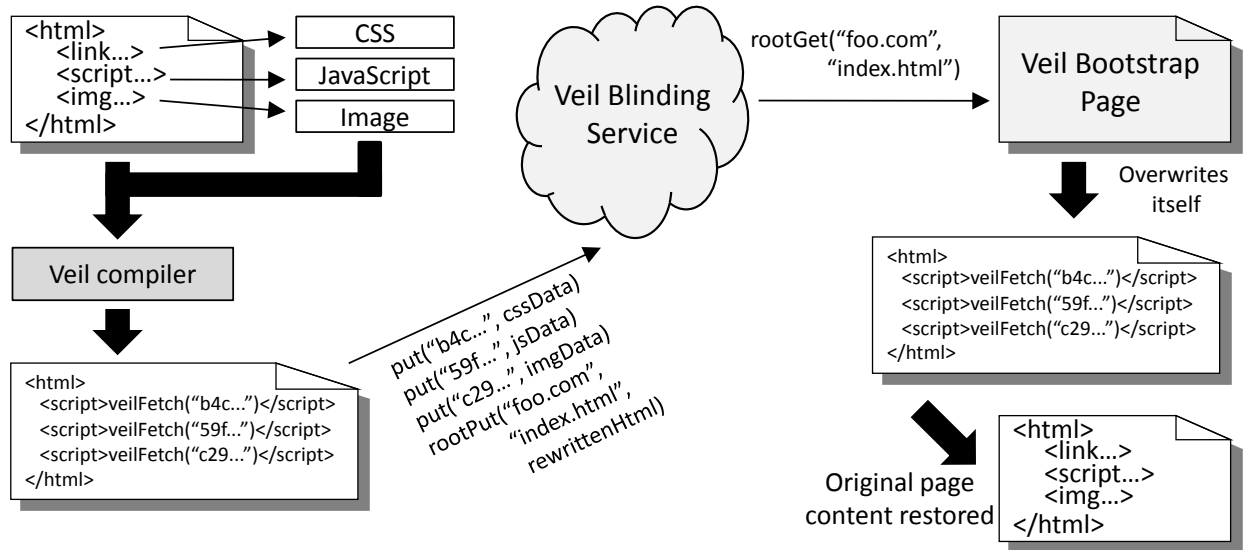 <html>
<link...>
<script...>
<img...>
</html>
CSS
JavaScript
Image
Veil compiler
<html>
<script>veilFetch(“b4c...”)</script>
<script>veilFetch(“59f...”)</script>
<script>veilFetch(“c29...”)</script>
</html>
put(“b4c...”, cssData)
put(“59f...”, jsData)
put(“c29...”, imgData)
rootPut(“foo.com”,
“index.html”,
rewrittenHtml)
Veil Blinding
Service
rootGet(“foo.com”,
“index.html”)
Veil Bootstrap
Page
Overwrites
itself
<html>
<script>veilFetch(“b4c...”)</script>
<script>veilFetch(“59f...”)</script>
<script>veilFetch(“c29...”)</script>
</html>
Original page
content restored
<html>
<link...>
<script...>
<img...>
</html>